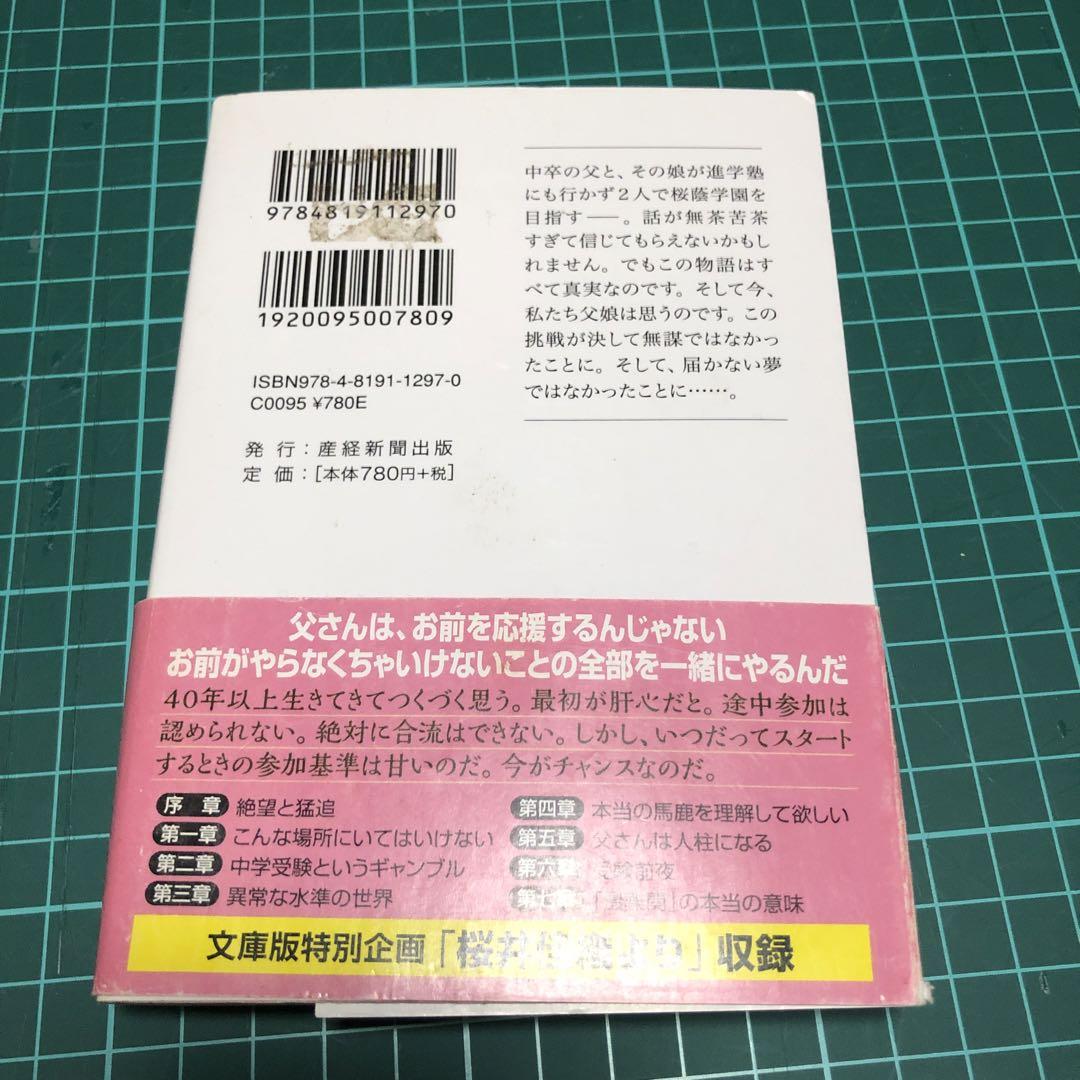 9784819112970
1920095007809
ISBN978-4-8191-1297-0
C0095 ¥780E
発 行：産経新聞出版
定 価：[本体780円+税]
中卒の父と、その娘が進学塾
にも行かず2人で桜蔭学園を
目指す――。話が無茶苦茶
すぎて信じてもらえないかもし
れません。でもこの物語はす
べて真実なのです。そして今、
私たち父娘は思うのです。この
挑戦が決して無謀ではなかっ
たことに。そして、届かない夢
ではなかったことに……。
父さんは、お前を応援するんじゃない
お前がやらなくちゃいけないことの全部を一緒にやるんだ
40年以上生きてきてつくづく思う。最初が肝心だと。途中参加は
認められない。絶対に合流はできない。しかし、いつだってスタート
するときの参加基準は甘いのだ。今がチャンスなのだ。
序 章 絶望と猛追
第一章 こんな場所にいてはいけない
第二章 中学受験というギャンブル
第三章 異常な水準の世界
第四章 本当の馬鹿を理解して欲しい
第五章 父さんは人柱になる
第六 験前夜
第七 の本当の意味
文庫版特別企画「桜井 より」収録